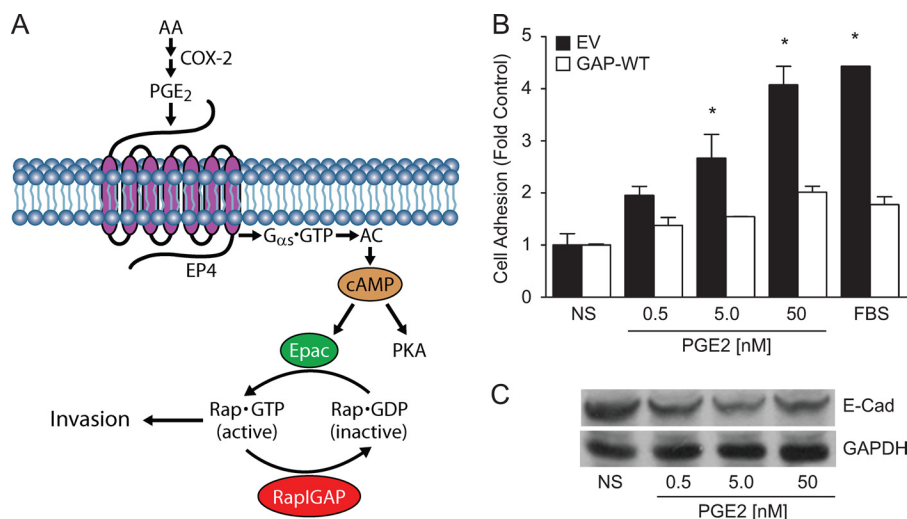 A
AA
COX-2
PGE2
Gαs•GTP
AC
EP4
cAMP
Epac
PKA
Invasion
Rap•GTP
(active)
Rap•GDP
(inactive)
RapIGAP
B
Cell Adhesion (Fold Control)
5
4
3
2
1
0
EV
GAP-WT
*
*
*
NS
0.5
5.0
50
FBS
PGE2 [nM]
C
E-Cad
GAPDH
NS
0.5
5.0
50
PGE2 [nM]